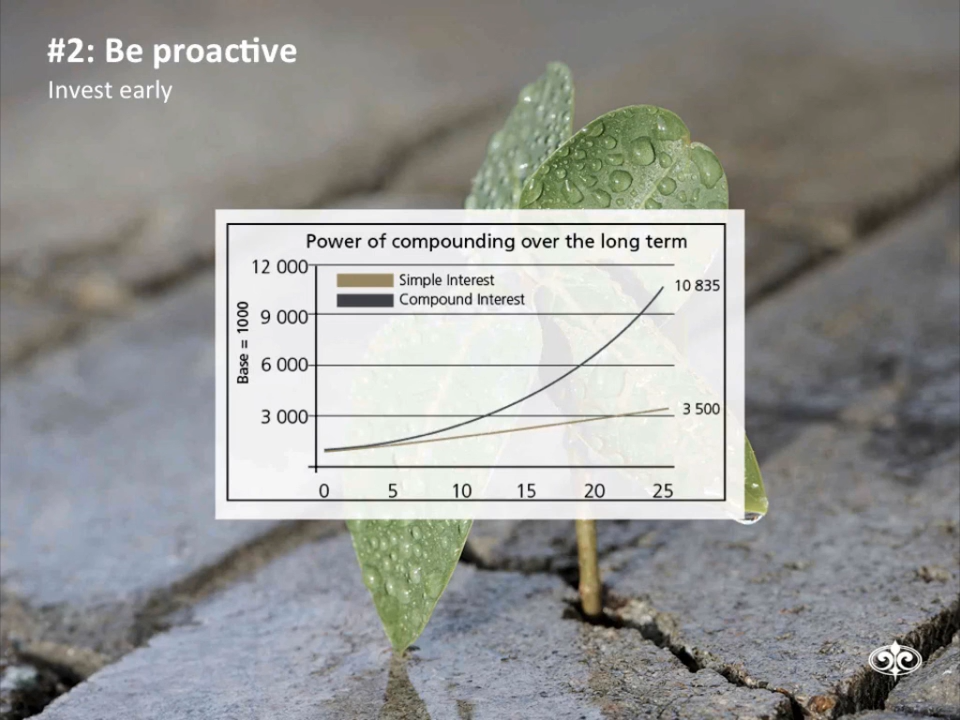 #2: Be proactive
Invest early
Power of compounding over the long term
12 000
Simple Interest
10 835
Compound Interest
9 000
Base = 1000
6 000
3 000
3 500
0 5 10 15 20 25